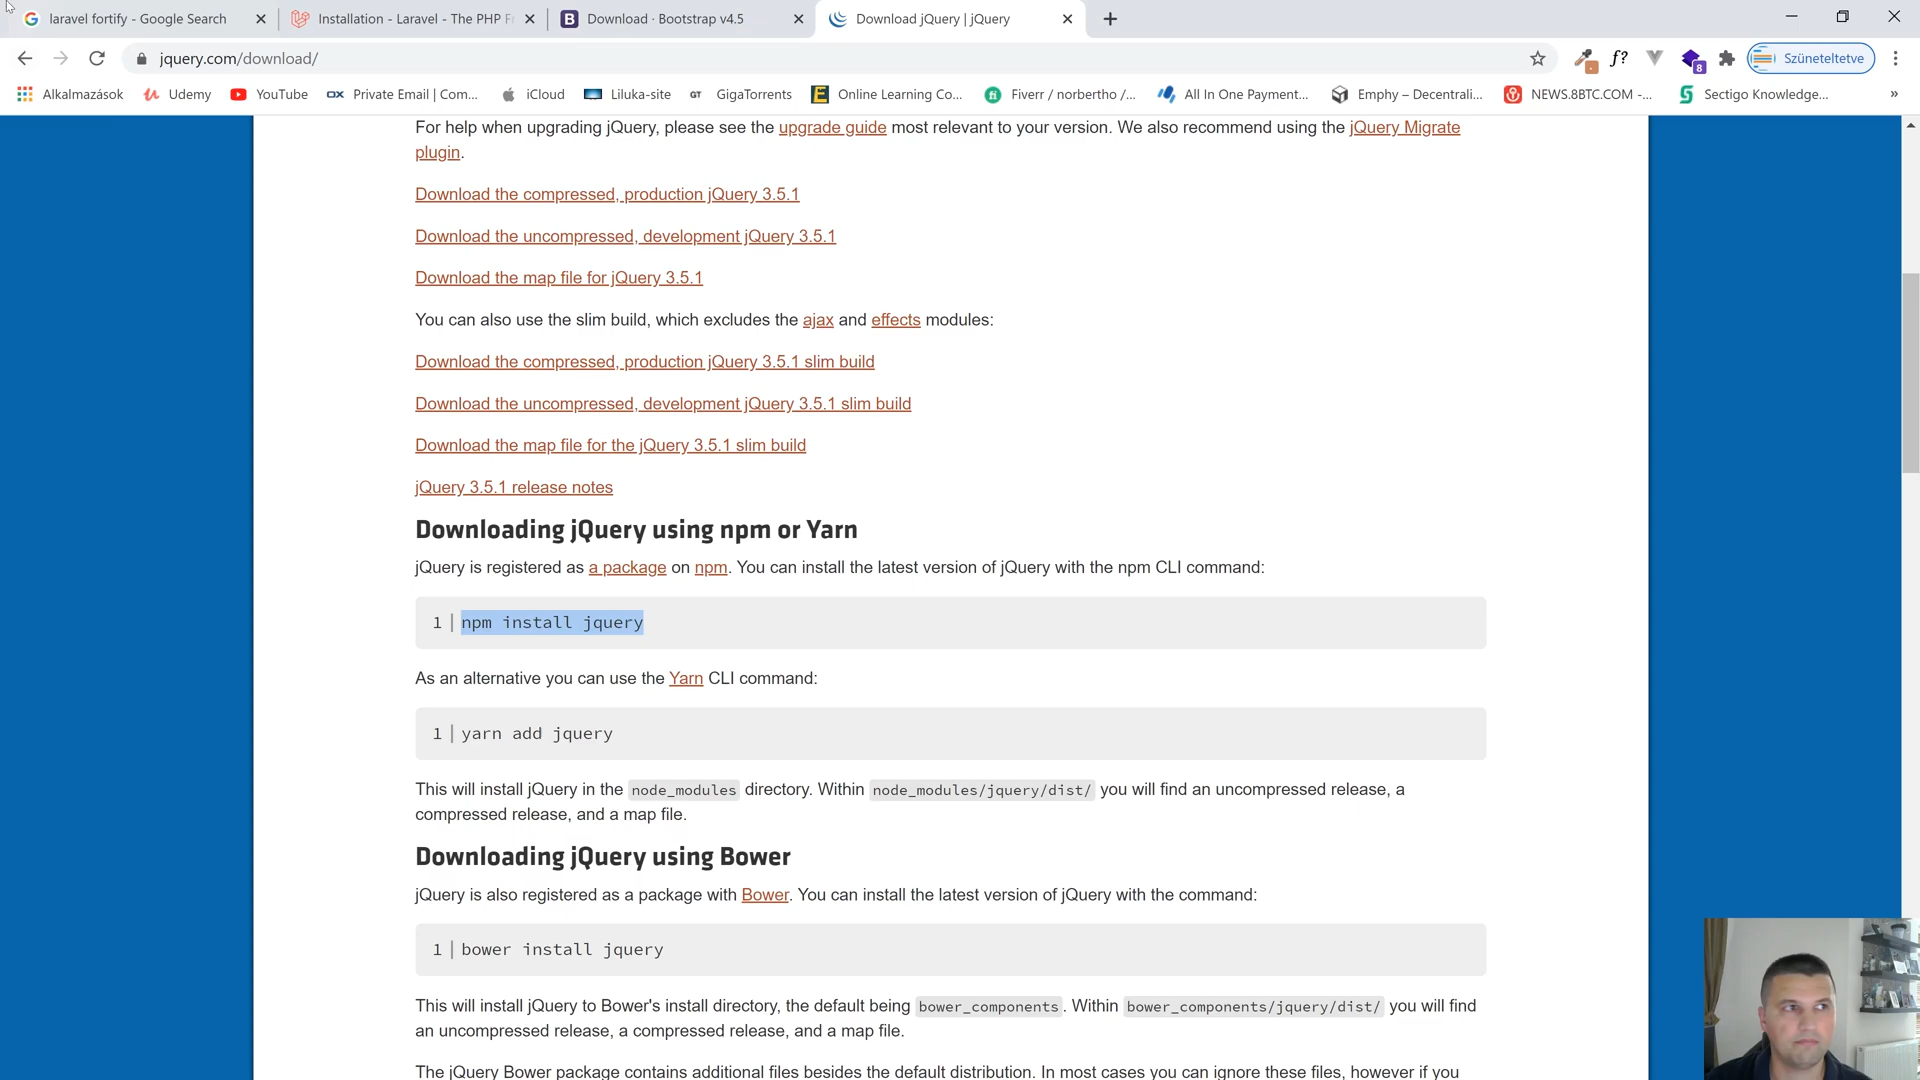 laravel fortify - Google Search
Installation - Laravel - The PHP Fr
Download · Bootstrap v4.5
Download jQuery | jQuery
jquery.com/download/
f?
8
Szüneteltetve
Alkalmazások
Udemy
YouTube
OX Private Email | Com...
iCloud
Liluka-site
GT GigaTorrents
Online Learning Co...
Fiverr / norbertho /...
All In One Payment...
Emphy – Decentrali...
NEWS.8BTC.COM -...
Sectigo Knowledge...
»
For help when upgrading jQuery, please see the upgrade guide most relevant to your version. We also recommend using the jQuery Migrate
plugin.
Download the compressed, production jQuery 3.5.1
Download the uncompressed, development jQuery 3.5.1
Download the map file for jQuery 3.5.1
You can also use the slim build, which excludes the ajax and effects modules:
Download the compressed, production jQuery 3.5.1 slim build
Download the uncompressed, development jQuery 3.5.1 slim build
Download the map file for the jQuery 3.5.1 slim build
jQuery 3.5.1 release notes
Downloading jQuery using npm or Yarn
jQuery is registered as a package on npm. You can install the latest version of jQuery with the npm CLI command:
1 npm install jquery
As an alternative you can use the Yarn CLI command:
1 yarn add jquery
This will install jQuery in the node_modules directory. Within node_modules/jquery/dist/ you will find an uncompressed release, a
compressed release, and a map file.
Downloading jQuery using Bower
jQuery is also registered as a package with Bower. You can install the latest version of jQuery with the command:
1 bower install jquery
This will install jQuery to Bower's install directory, the default being bower_components. Within bower_components/jquery/dist/ you will find
an uncompressed release, a compressed release, and a map file.
The jQuery Bower package contains additional files besides the default distribution. In most cases you can ignore these files, however if you